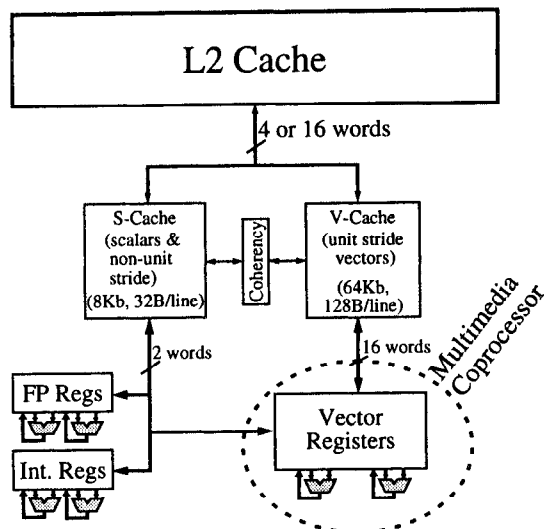 L2 Cache
4 or 16 words
S-Cache
(scalars &
non-unit
stride)
(8Kb, 32B/line)
Coherency
V-Cache
(unit stride
vectors)
(64Kb,
128B/line)
2 words
16 words
Multimedia
Coprocessor
FP Regs
Int. Regs
Vector
Registers